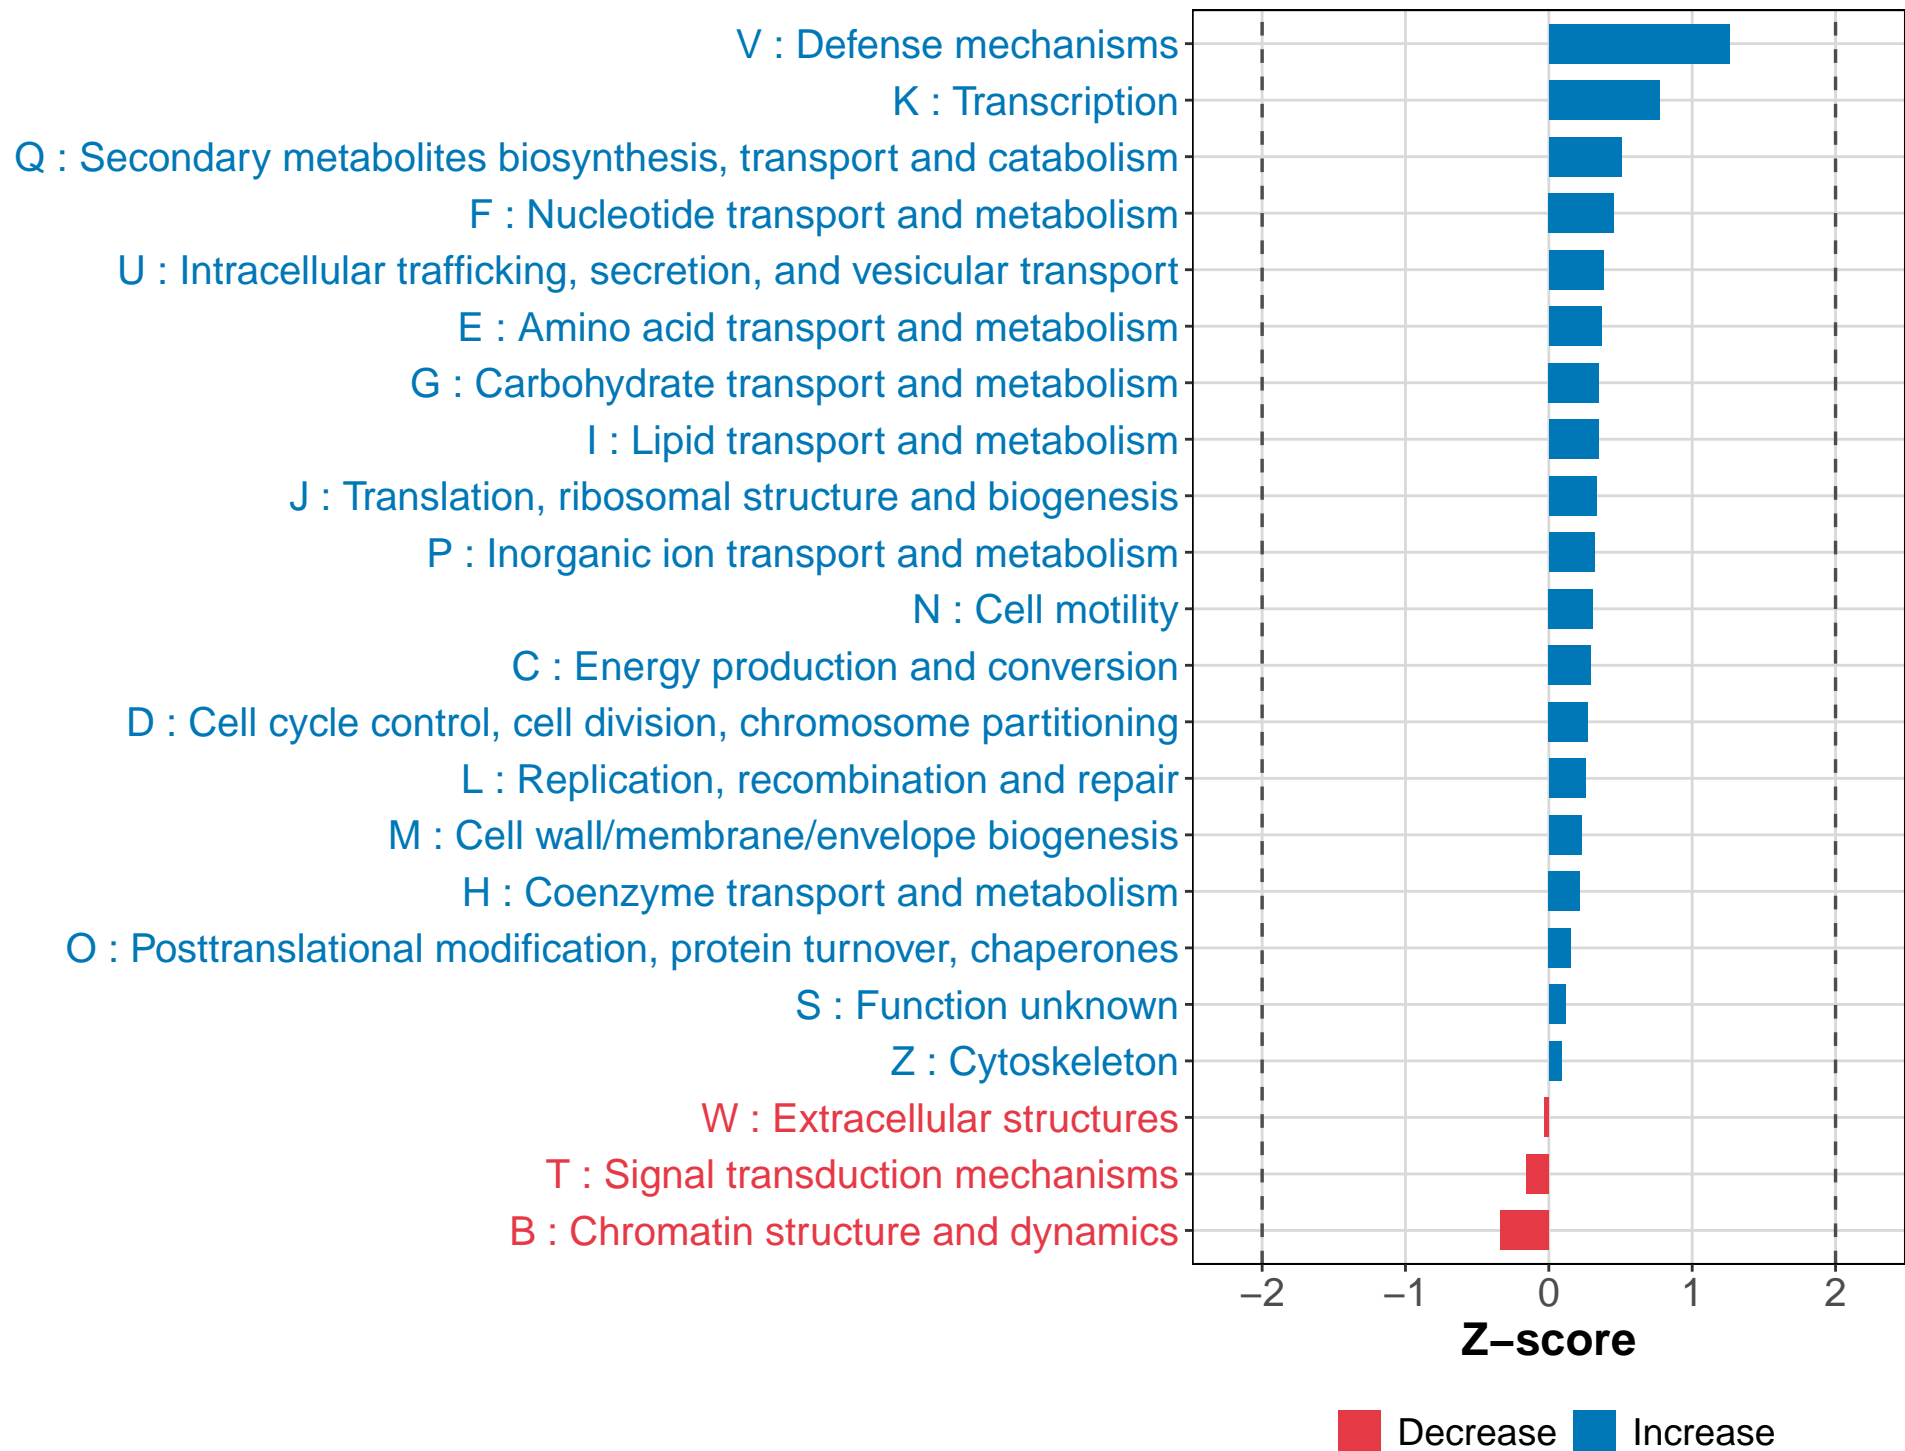 V : Defense mechanisms
K : Transcription
Q : Secondary metabolites biosynthesis, transport and catabolism
F : Nucleotide transport and metabolism
U : Intracellular trafficking, secretion, and vesicular transport
E : Amino acid transport and metabolism
G : Carbohydrate transport and metabolism
I : Lipid transport and metabolism
J : Translation, ribosomal structure and biogenesis
P : Inorganic ion transport and metabolism
N : Cell motility
C : Energy production and conversion
D : Cell cycle control, cell division, chromosome partitioning
L : Replication, recombination and repair
M : Cell wall/membrane/envelope biogenesis
H : Coenzyme transport and metabolism
O : Posttranslational modification, protein turnover, chaperones
S : Function unknown
Z : Cytoskeleton
W : Extracellular structures
T : Signal transduction mechanisms
B : Chromatin structure and dynamics
−2 −1 0 1 2
Z−score
Decrease Increase